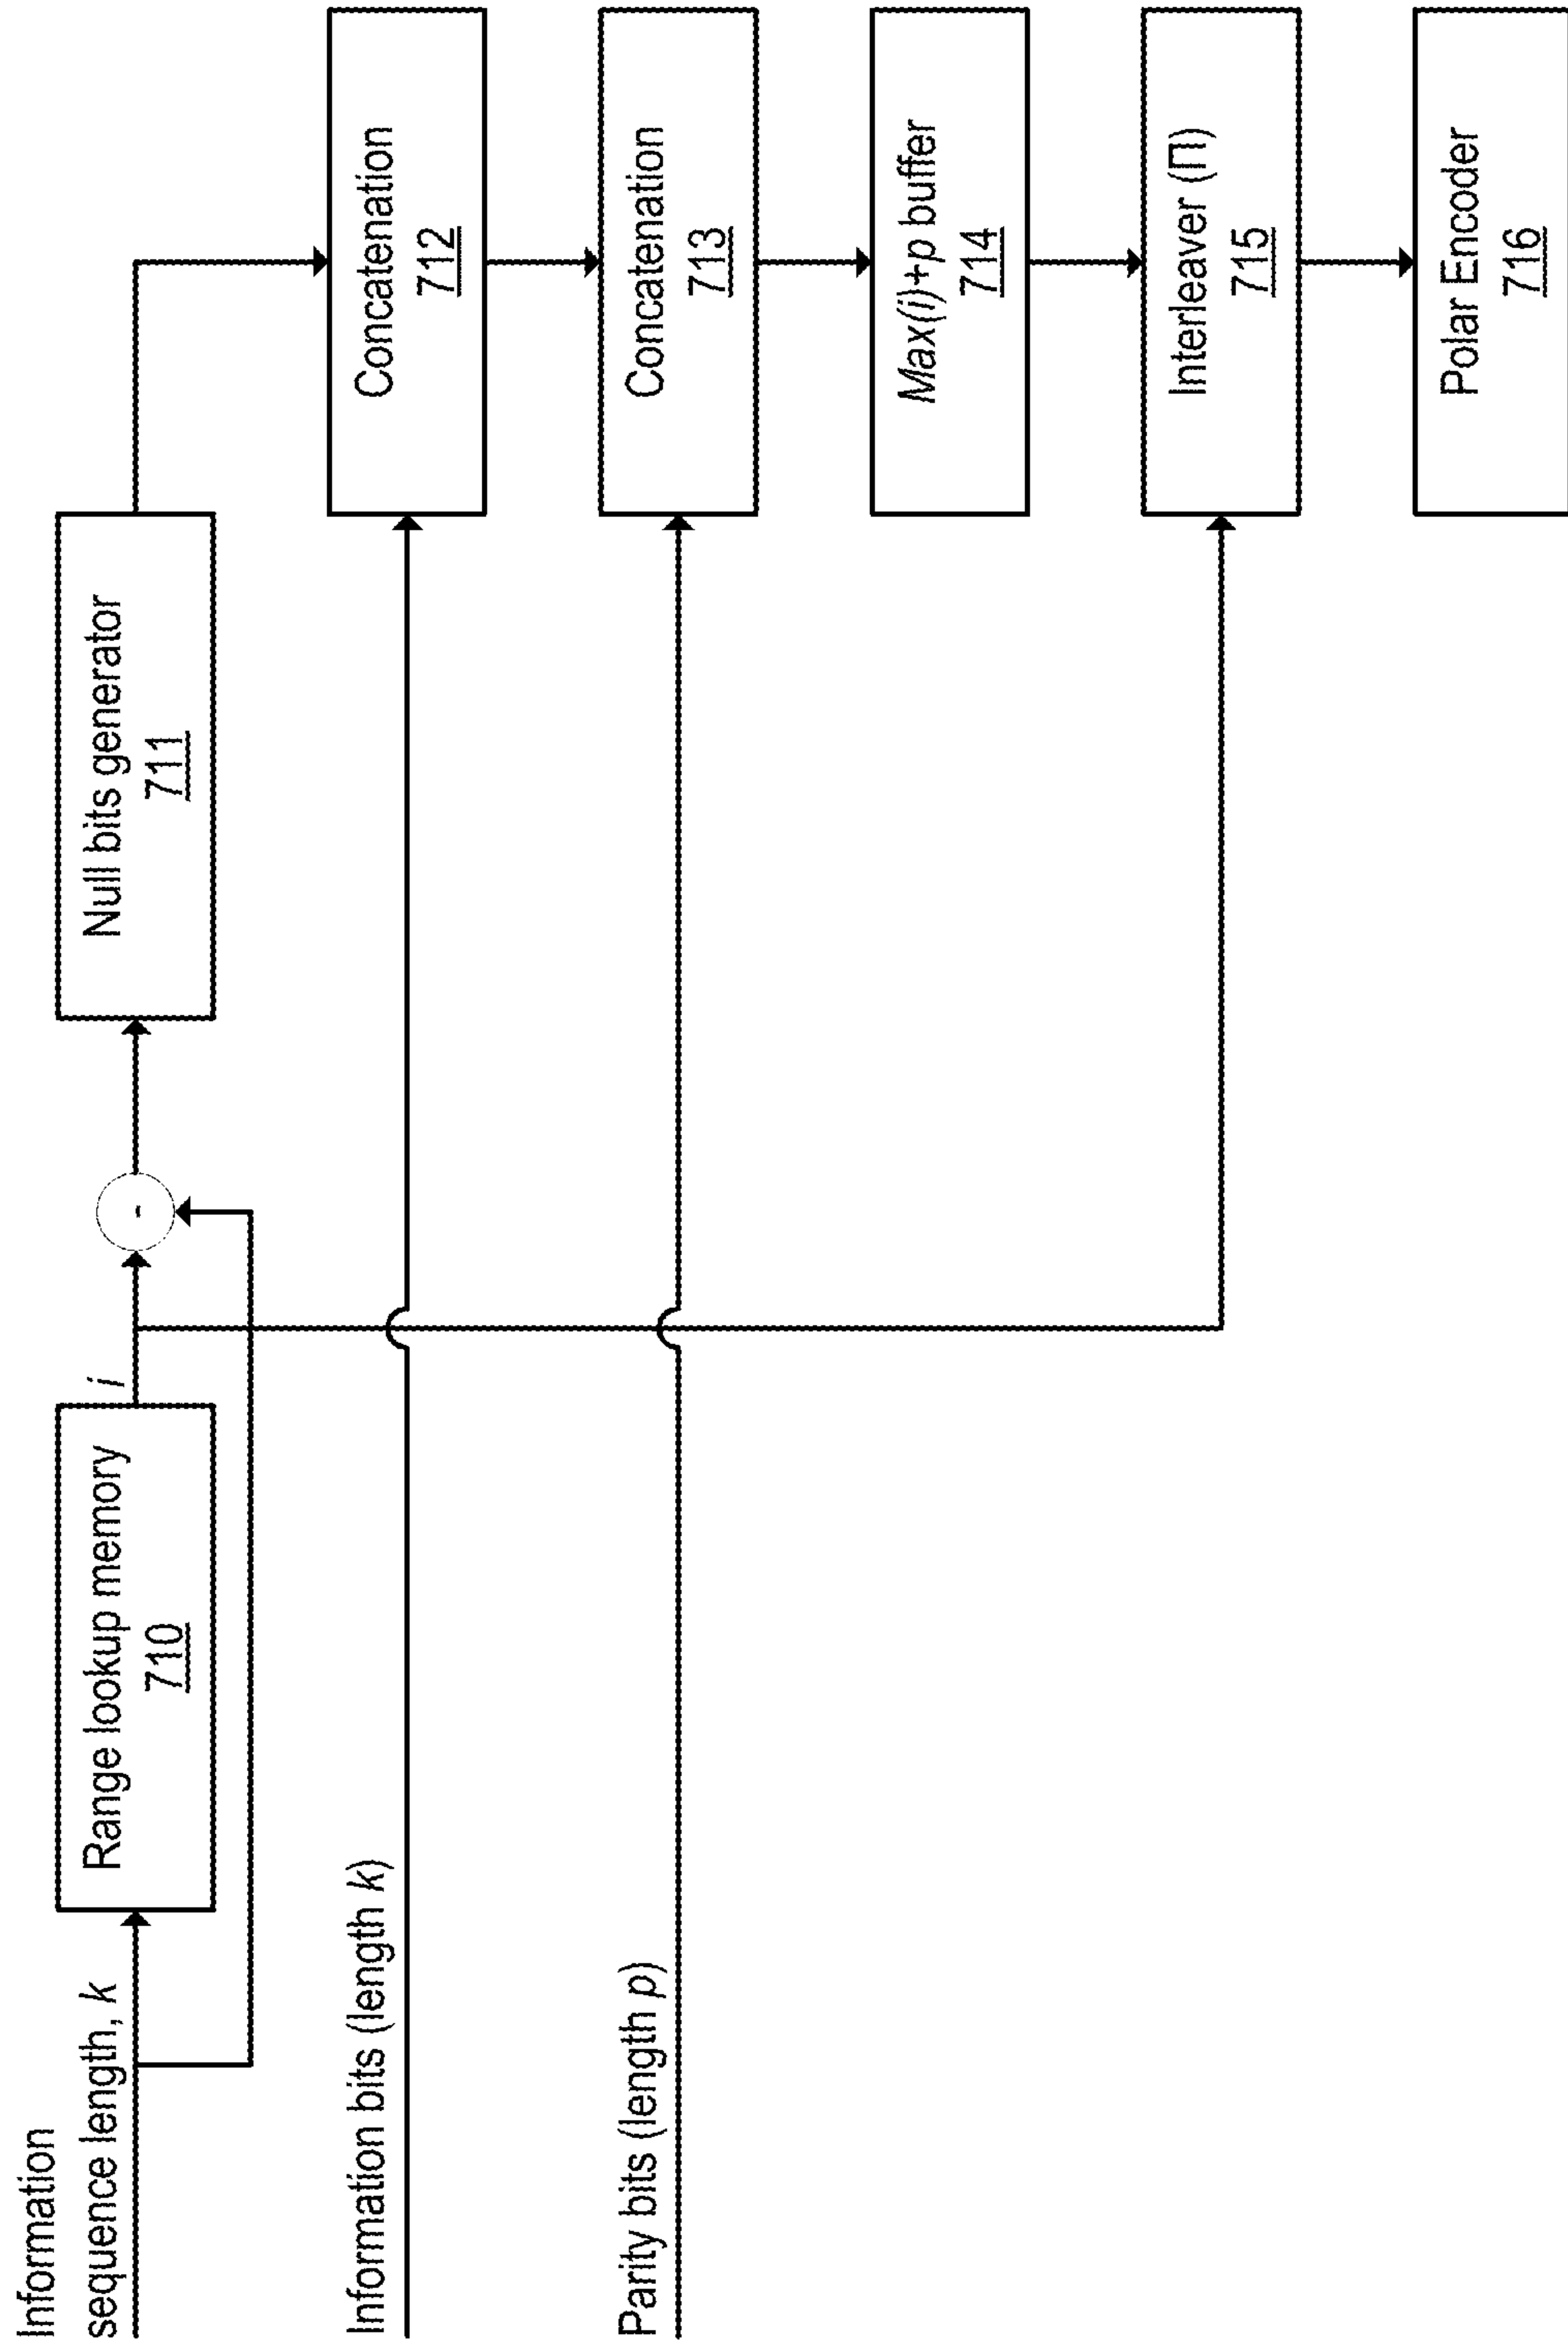 Information
sequence length, k
Range lookup memory
710
i
-
Null bits generator
711
Information bits (length k)
Concatenation
712
Parity bits (length p)
Concatenation
713
Max(i)+p buffer
714
Interleaver (Π)
715
Polar Encoder
716